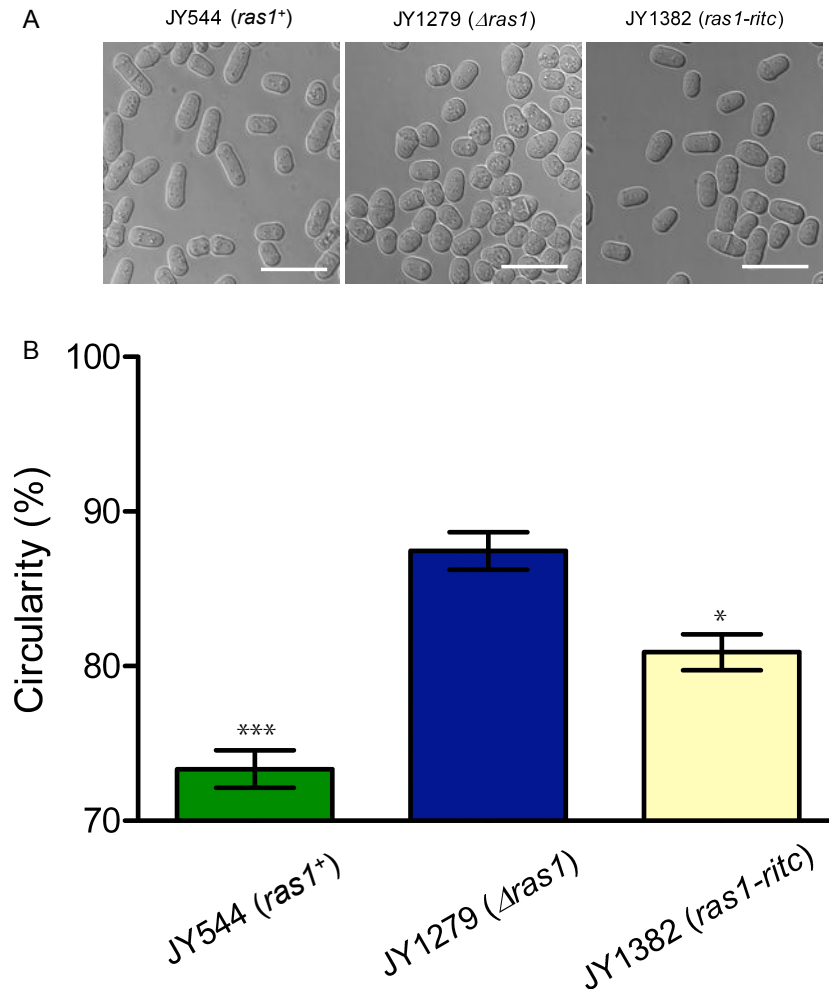 A
JY544 (ras1+)
JY1279 (Δras1)
JY1382 (ras1-ritc)
B
100
90
80
70
Circularity (%)
***
*
JY544 (ras1+)
JY1279 (Δras1)
JY1382 (ras1-ritc)